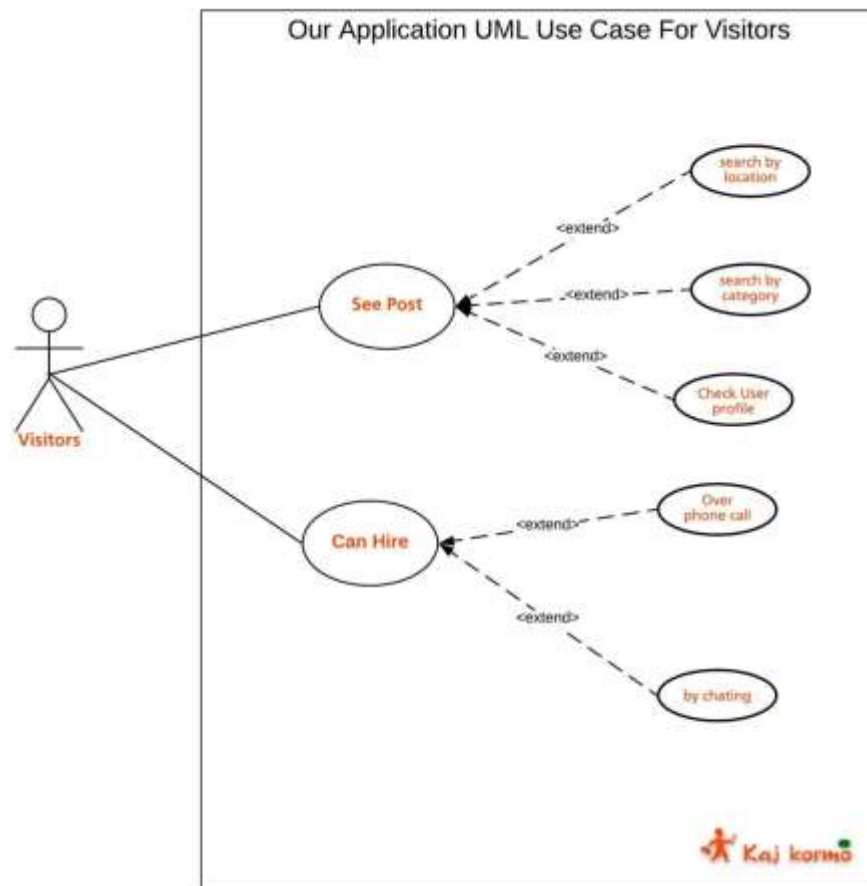 Our Application UML Use Case For Visitors
search by
location
<extend>
See Post
<extend>
search by
category
<extend>
Check User
profile
Visitors
Over
phone call
<extend>
Can Hire
<extend>
by chating
Kaj kormo